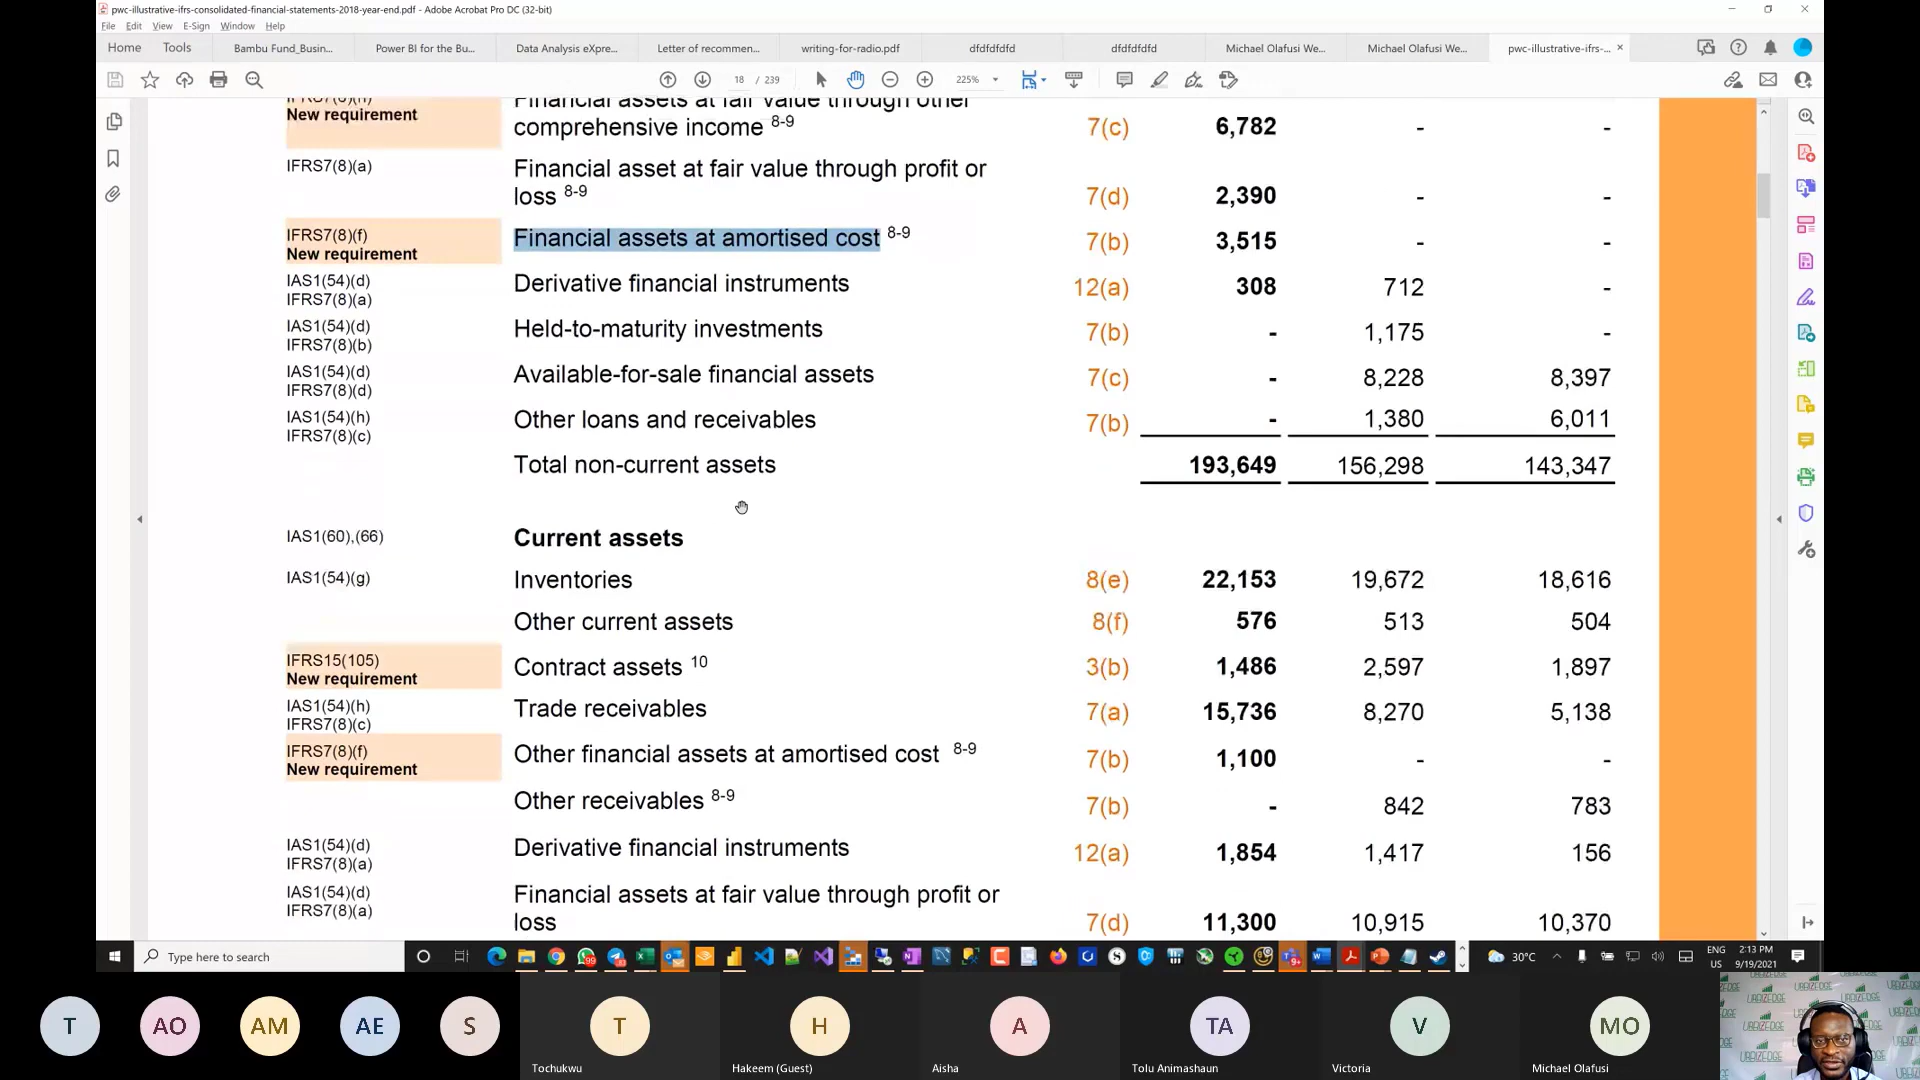 pwc-illustrative-ifrs-consolidated-financial-statements-2018-year-end.pdf - Adobe Acrobat Pro DC (32-bit)
File Edit View E-Sign Window Help
Home Tools Bambu Fund_Busin... Power BI for the Bu... Data Analysis eXpre... Letter of recommen... writing-for-radio.pdf dfdfdfdfd dfdfdfdfd Michael Olafusi We... Michael Olafusi We... pwc-illustrative-ifrs-... ×
18 / 239 225%
IFRS7(8)(h) Financial assets at fair value through other
New requirement comprehensive income 8-9 7(c) 6,782 - -
IFRS7(8)(a) Financial asset at fair value through profit or
loss 8-9 7(d) 2,390 - -
IFRS7(8)(f) Financial assets at amortised cost 8-9 7(b) 3,515 - -
New requirement
IAS1(54)(d) Derivative financial instruments 12(a) 308 712 -
IFRS7(8)(a)
IAS1(54)(d) Held-to-maturity investments 7(b) - 1,175 -
IFRS7(8)(b)
IAS1(54)(d) Available-for-sale financial assets 7(c) - 8,228 8,397
IFRS7(8)(d)
IAS1(54)(h) Other loans and receivables 7(b) - 1,380 6,011
IFRS7(8)(c)
Total non-current assets 193,649 156,298 143,347
IAS1(60),(66) Current assets
IAS1(54)(g) Inventories 8(e) 22,153 19,672 18,616
Other current assets 8(f) 576 513 504
IFRS15(105) Contract assets 10 3(b) 1,486 2,597 1,897
New requirement
IAS1(54)(h) Trade receivables 7(a) 15,736 8,270 5,138
IFRS7(8)(c)
IFRS7(8)(f) Other financial assets at amortised cost 8-9 7(b) 1,100 - -
New requirement
Other receivables 8-9 7(b) - 842 783
IAS1(54)(d) Derivative financial instruments 12(a) 1,854 1,417 156
IFRS7(8)(a)
IAS1(54)(d) Financial assets at fair value through profit or
IFRS7(8)(a) loss 7(d) 11,300 10,915 10,370
Type here to search 99 9+ 30°C ENG US 2:13 PM 9/19/2021
T AO AM AE S T H A TA V MO
Tochukwu Hakeem (Guest) Aisha Tolu Animashaun Victoria Michael Olafusi
URBIZEDGE